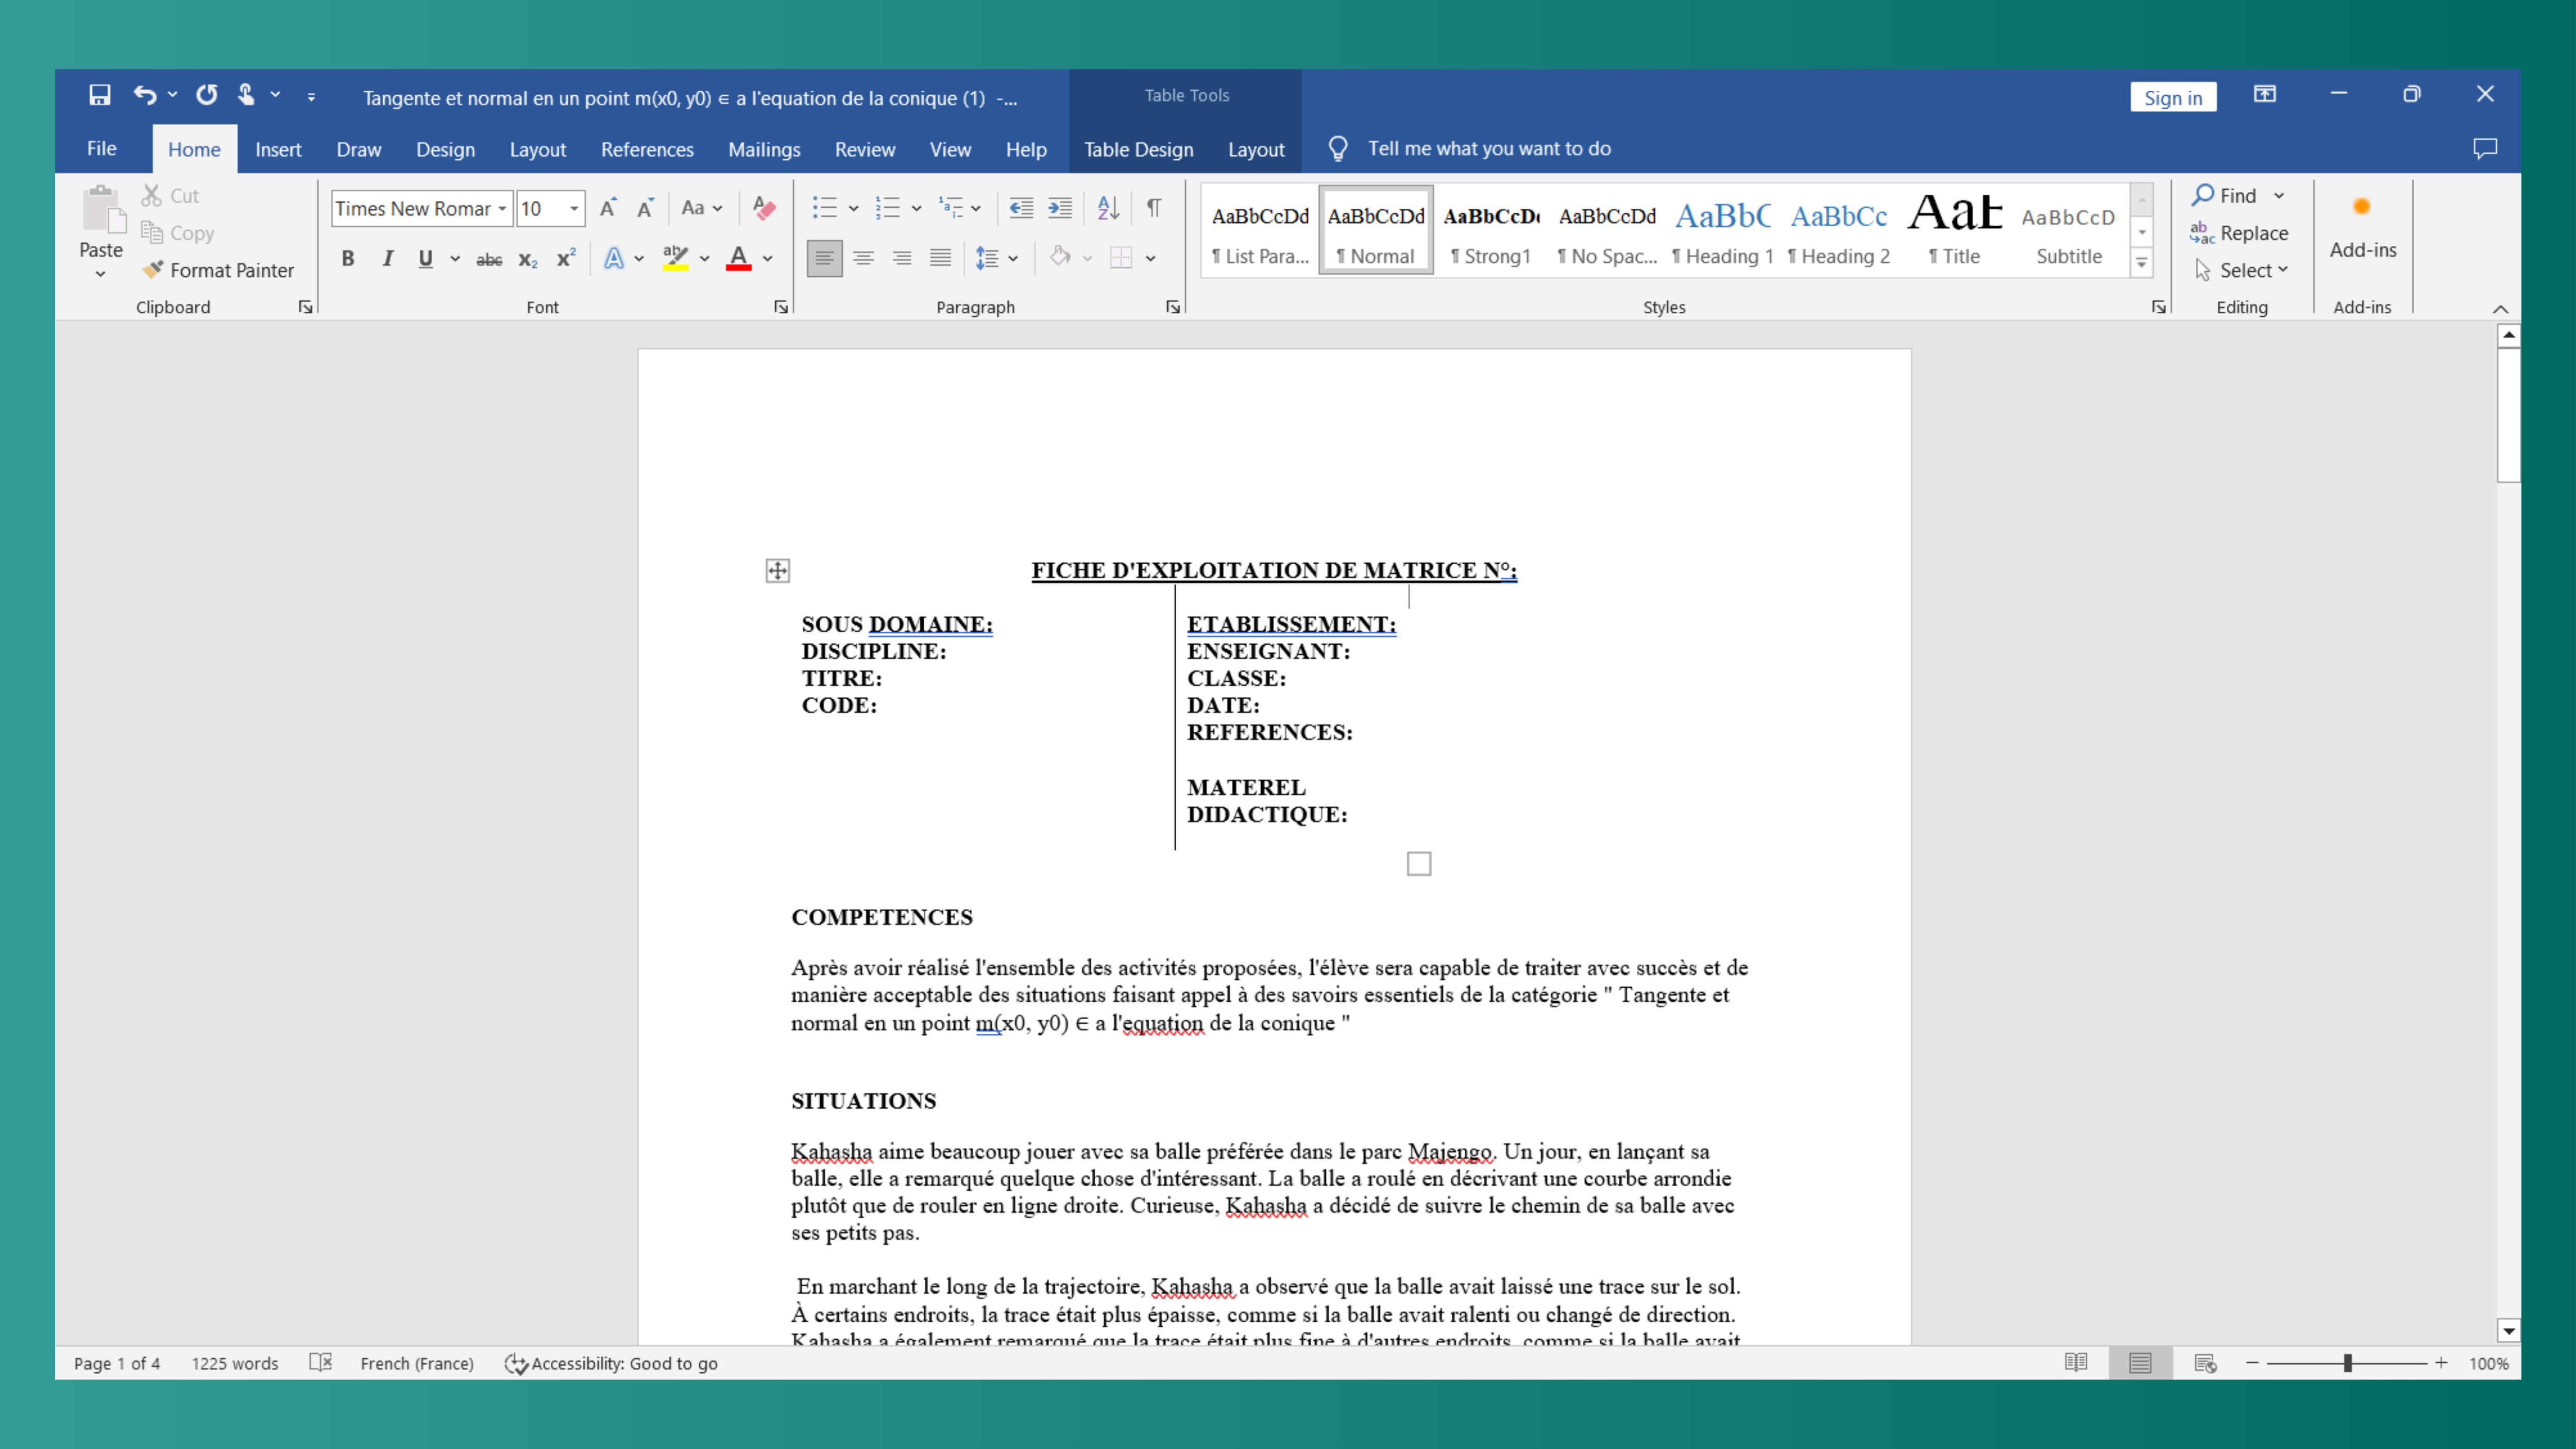 Tangente et normal en un point m(x0, y0) ∈ a l'equation de la conique (1) -...
Table Tools
Sign in
File Home Insert Draw Design Layout References Mailings Review View Help Table Design Layout Tell me what you want to do
Paste
Cut
Copy
Format Painter
Clipboard
Times New Roman 10
Font
Paragraph
AaBbCcDd AaBbCcDd AaBbCcDd AaBbCcDd AaBbC AaBbCc AaB AaBbCcD
¶ List Para... ¶ Normal ¶ Strong1 ¶ No Spac... ¶ Heading 1 ¶ Heading 2 ¶ Title Subtitle
Styles
Find
Replace
Select
Editing
Add-ins
Add-ins
FICHE D'EXPLOITATION DE MATRICE N°:
SOUS DOMAINE:
DISCIPLINE:
TITRE:
CODE:
ETABLISSEMENT:
ENSEIGNANT:
CLASSE:
DATE:
REFERENCES:
MATEREL
DIDACTIQUE:
COMPETENCES
Après avoir réalisé l'ensemble des activités proposées, l'élève sera capable de traiter avec succès et de
manière acceptable des situations faisant appel à des savoirs essentiels de la catégorie " Tangente et
normal en un point m(x0, y0) ∈ a l'equation de la conique "
SITUATIONS
Kahasha aime beaucoup jouer avec sa balle préférée dans le parc Majengo. Un jour, en lançant sa
balle, elle a remarqué quelque chose d'intéressant. La balle a roulé en décrivant une courbe arrondie
plutôt que de rouler en ligne droite. Curieuse, Kahasha a décidé de suivre le chemin de sa balle avec
ses petits pas.
En marchant le long de la trajectoire, Kahasha a observé que la balle avait laissé une trace sur le sol.
À certains endroits, la trace était plus épaisse, comme si la balle avait ralenti ou changé de direction.
Kahasha a également remarqué que la trace était plus fine à d'autres endroits, comme si la balle avait
Page 1 of 4 1225 words French (France) Accessibility: Good to go 100%